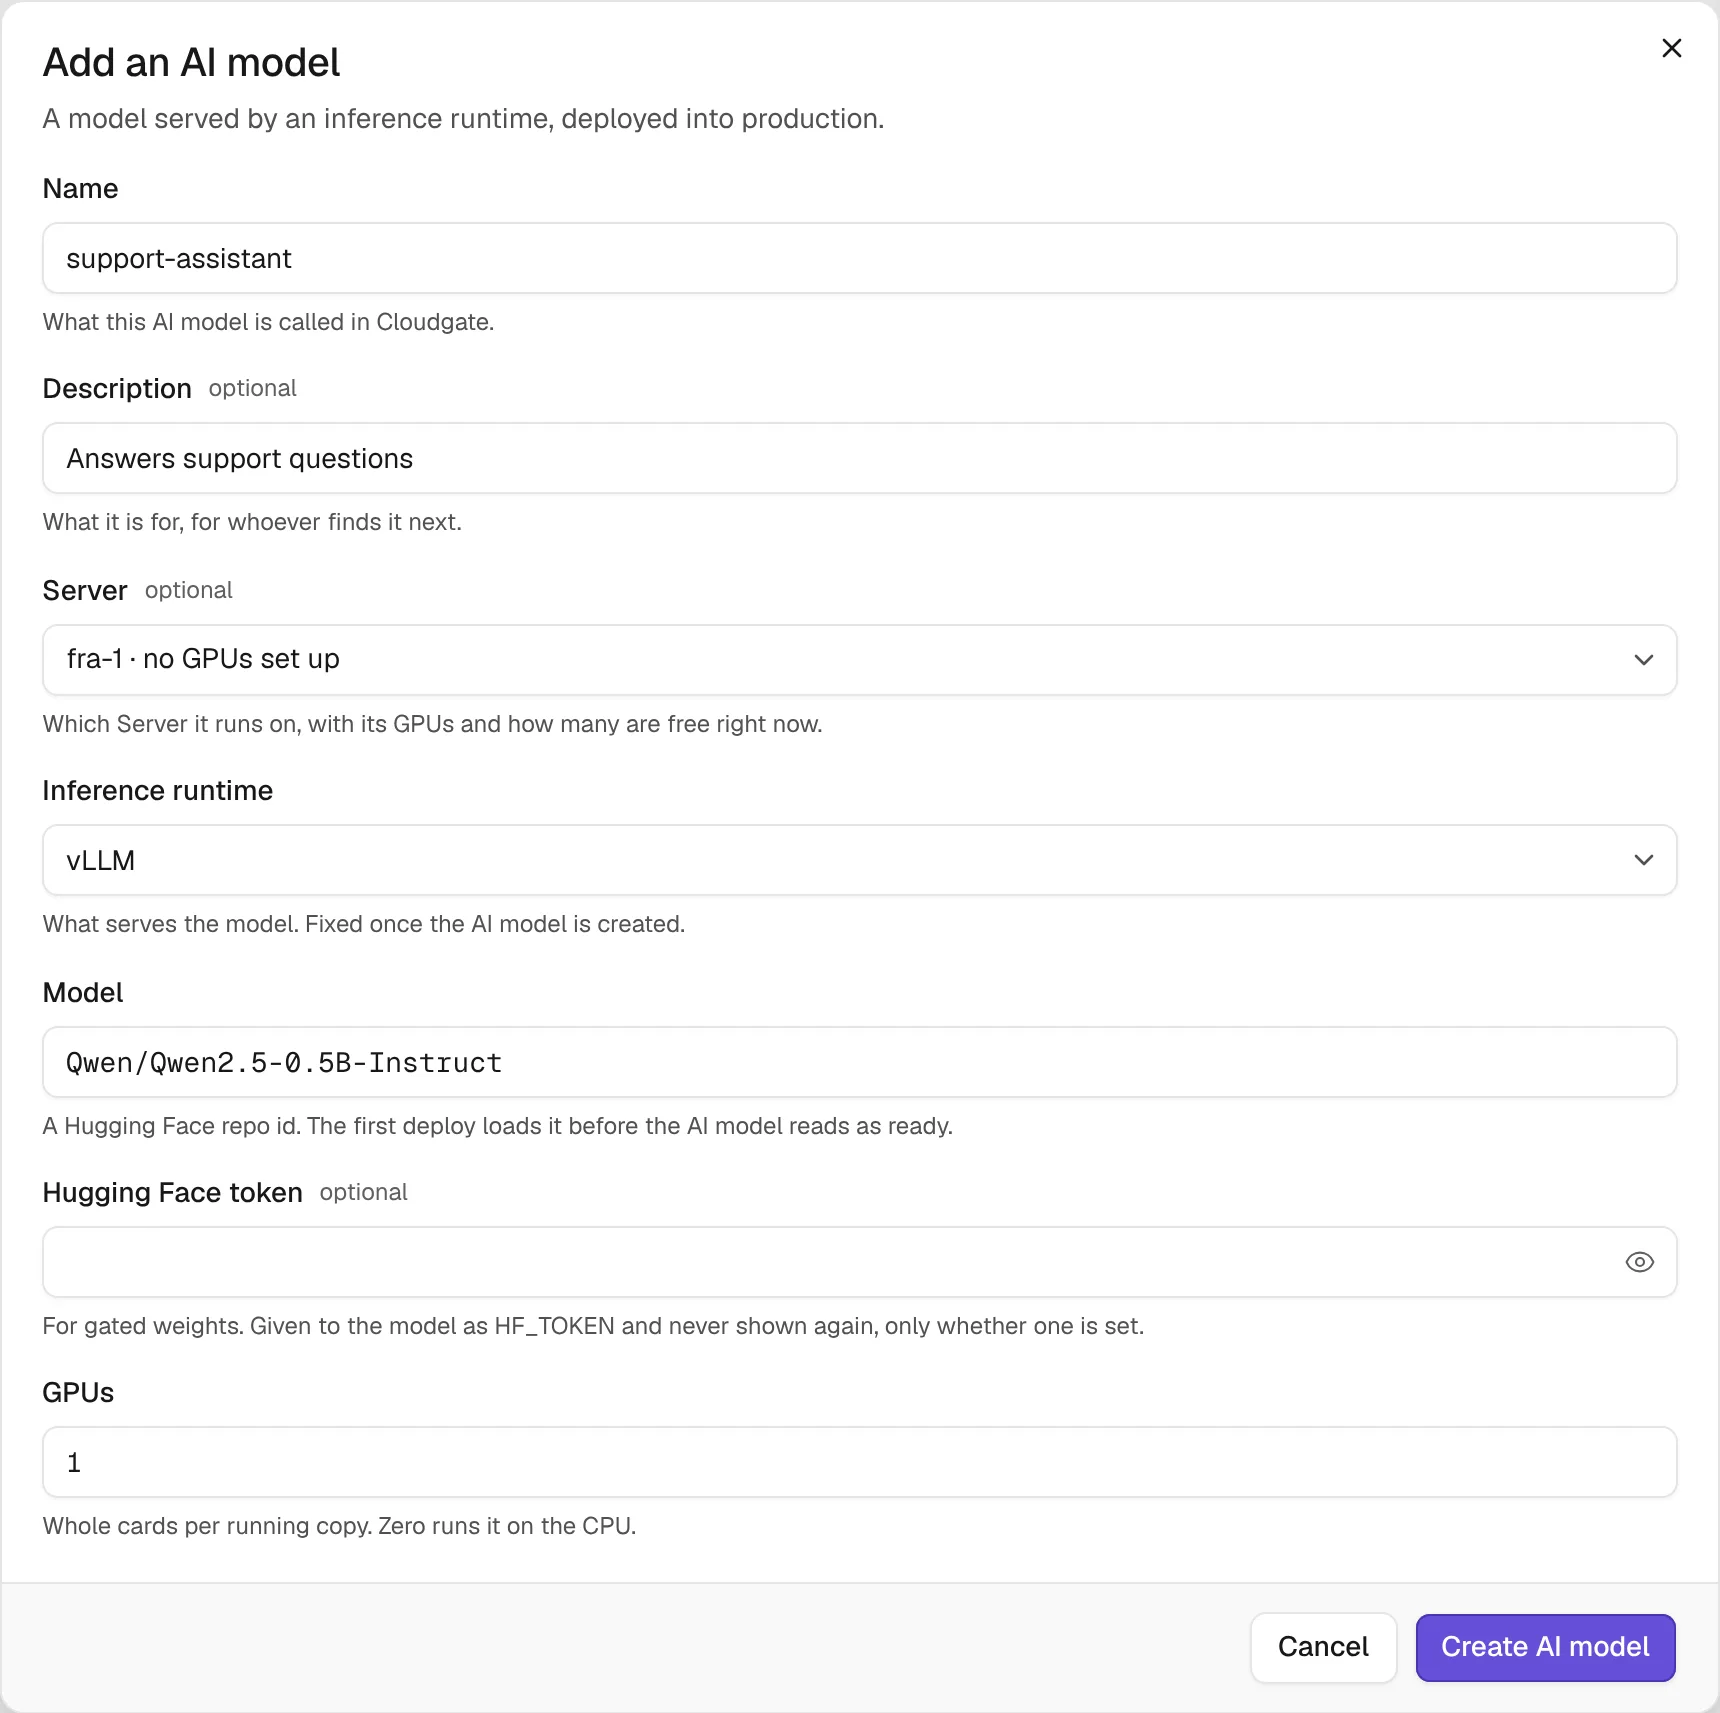 Add an AI model
A model served by an inference runtime, deployed into production.
Name
support-assistant
What this AI model is called in Cloudgate.
Description optional
Answers support questions
What it is for, for whoever finds it next.
Server optional
fra-1 · no GPUs set up
Which Server it runs on, with its GPUs and how many are free right now.
Inference runtime
vLLM
What serves the model. Fixed once the AI model is created.
Model
Qwen/Qwen2.5-0.5B-Instruct
A Hugging Face repo id. The first deploy loads it before the AI model reads as ready.
Hugging Face token optional
For gated weights. Given to the model as HF_TOKEN and never shown again, only whether one is set.
GPUs
1
Whole cards per running copy. Zero runs it on the CPU.
Cancel Create AI model